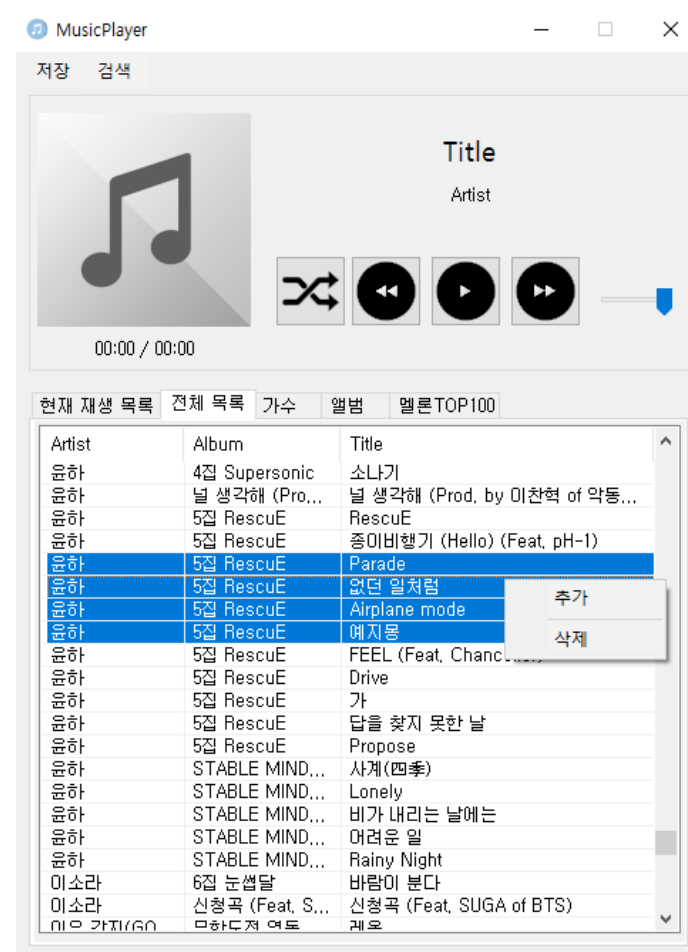 MusicPlayer
저장 검색
Title
Artist
00:00 / 00:00
현재 재생 목록 전체 목록 가수 앨범 멜론TOP100
Artist Album Title
윤하 4집 Supersonic 소나기
윤하 널 생각해 (Pro... 널 생각해 (Prod. by 이찬혁 of 악동...
윤하 5집 RescuE RescuE
윤하 5집 RescuE 종이비행기 (Hello) (Feat. pH-1)
윤하 5집 RescuE Parade
윤하 5집 RescuE 없던 일처럼
윤하 5집 RescuE Airplane mode
윤하 5집 RescuE 예지몽
추가
삭제
윤하 5집 RescuE FEEL (Feat.
윤하 5집 RescuE Drive
윤하 5집 RescuE 가
윤하 5집 RescuE 답을 찾지 못한 날
윤하 5집 RescuE Propose
윤하 STABLE MIND... 사계(四季)
윤하 STABLE MIND... Lonely
윤하 STABLE MIND... 비가 내리는 날에는
윤하 STABLE MIND... 어려운 일
윤하 STABLE MIND... Rainy Night
이소라 6집 눈썹달 바람이 분다
이소라 신청곡 (Feat. S... 신청곡 (Feat. SUGA of BTS)